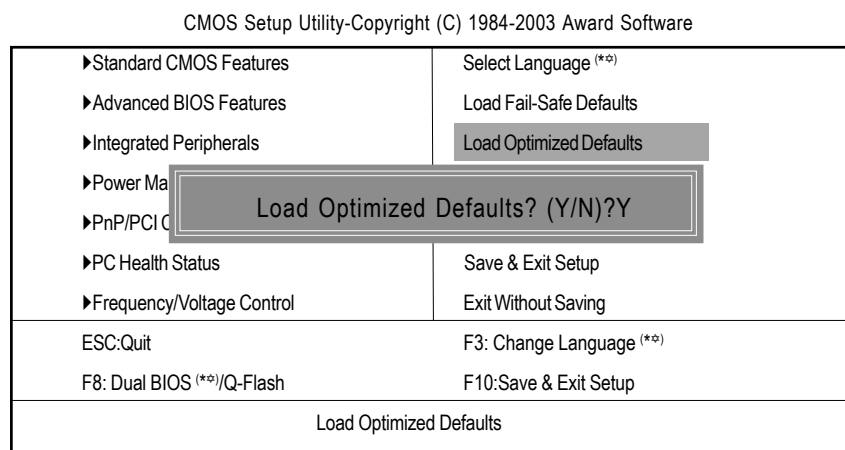 CMOS Setup Utility-Copyright (C) 1984-2003 Award Software
▶Standard CMOS Features
Select Language (*✡)
▶Advanced BIOS Features
Load Fail-Safe Defaults
▶Integrated Peripherals
Load Optimized Defaults
▶Power Ma
Load Optimized Defaults? (Y/N)?Y
▶PnP/PCI C
▶PC Health Status
Save & Exit Setup
▶Frequency/Voltage Control
Exit Without Saving
ESC:Quit
F3: Change Language (*✡)
F8: Dual BIOS (*✡)/Q-Flash
F10:Save & Exit Setup
Load Optimized Defaults